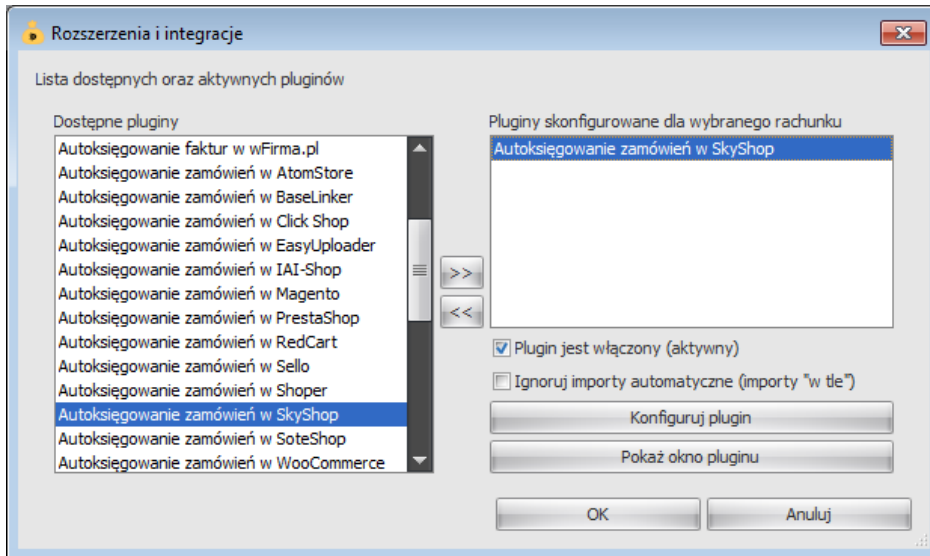 Rozszerzenia i integracje
Lista dostępnych oraz aktywnych pluginów
Dostępne pluginy
Autoksięgowanie faktur w wFirma.pl
Autoksięgowanie zamówień w AtomStore
Autoksięgowanie zamówień w BaseLinker
Autoksięgowanie zamówień w Click Shop
Autoksięgowanie zamówień w EasyUploader
Autoksięgowanie zamówień w IAI-Shop
Autoksięgowanie zamówień w Magento
Autoksięgowanie zamówień w PrestaShop
Autoksięgowanie zamówień w RedCart
Autoksięgowanie zamówień w Sello
Autoksięgowanie zamówień w Shoper
Autoksięgowanie zamówień w SkyShop
Autoksięgowanie zamówień w SoteShop
Autoksięgowanie zamówień w WooCommerce
>>
<<
Pluginy skonfigurowane dla wybranego rachunku
Autoksięgowanie zamówień w SkyShop
Plugin jest włączony (aktywny)
Ignoruj importy automatyczne (importy "w tle")
Konfiguruj plugin
Pokaż okno pluginu
OK
Anuluj